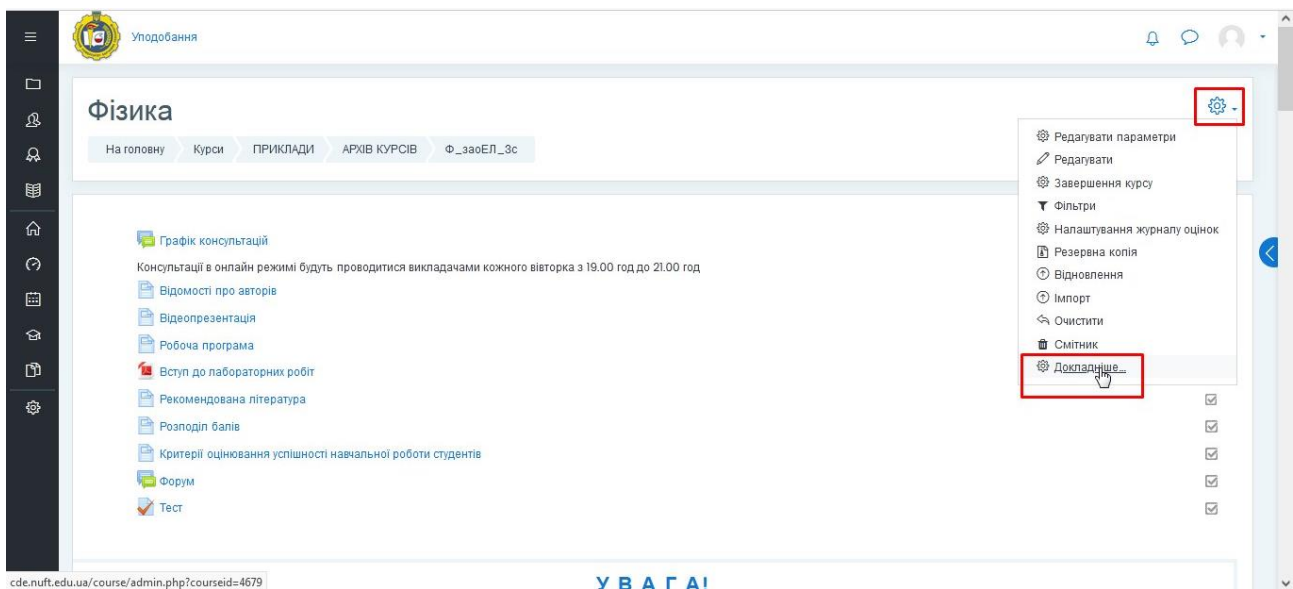 Уподобання
Фізика
На головну Курси ПРИКЛАДИ АРХІВ КУРСІВ Ф_заоЕЛ_3с
Редагувати параметри
Редагувати
Завершення курсу
Фільтри
Налаштування журналу оцінок
Резервна копія
Відновлення
Імпорт
Очистити
Смітник
Докладніше...
Графік консультацій
Консультації в онлайн режимі будуть проводитися викладачами кожного вівторка з 19.00 год до 21.00 год
Відомості про авторів
Відеопрезентація
Робоча програма
Вступ до лабораторних робіт
Рекомендована література
Розподіл балів
Критерії оцінювання успішності навчальної роботи студентів
Форум
Тест
У В А Г А!
cde.nuft.edu.ua/course/admin.php?courseid=4679